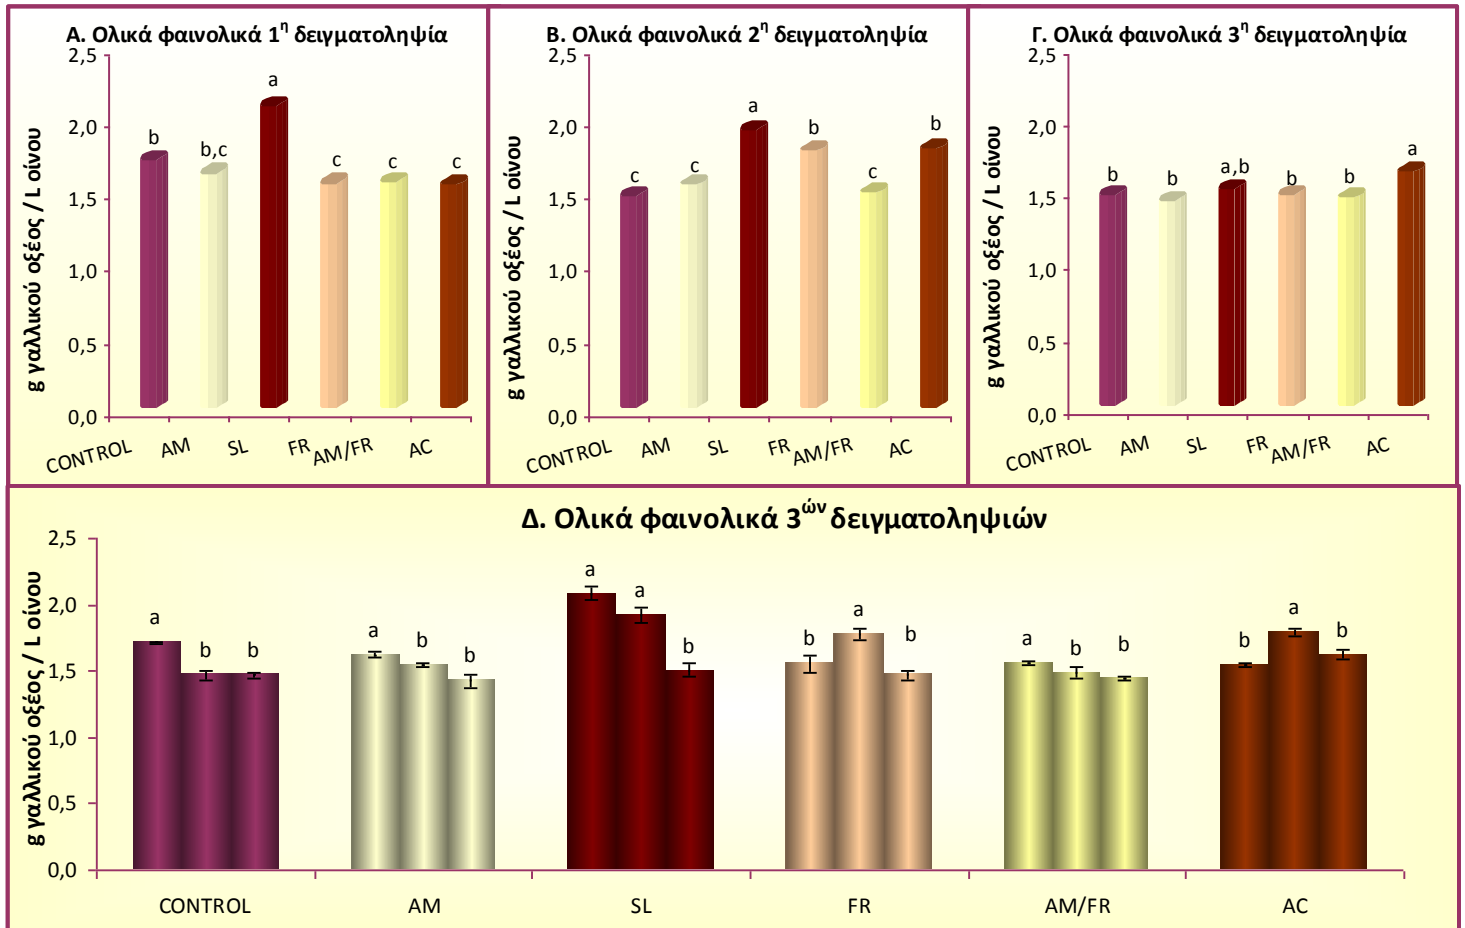 Α. Ολικά φαινολικά 1η δειγματοληψία
g γαλλικού οξέος / L οίνου
2,5
2,0
1,5
1,0
0,5
0,0
b
b,c
a
c
c
c
CONTROL
AM
SL
FR
AM/FR
AC
Β. Ολικά φαινολικά 2η δειγματοληψία
g γαλλικού οξέος / L οίνου
2,5
2,0
1,5
1,0
0,5
0,0
c
c
a
b
c
b
CONTROL
AM
SL
FR
AM/FR
AC
Γ. Ολικά φαινολικά 3η δειγματοληψία
g γαλλικού οξέος / L οίνου
2,5
2,0
1,5
1,0
0,5
0,0
b
b
a,b
b
b
a
CONTROL
AM
SL
FR
AM/FR
AC
Δ. Ολικά φαινολικά 3ών δειγματοληψιών
g γαλλικού οξέος / L οίνου
2,5
2,0
1,5
1,0
0,5
0,0
a b b
a b b
a a b
b a b
a b b
b a b
CONTROL AM SL FR AM/FR AC